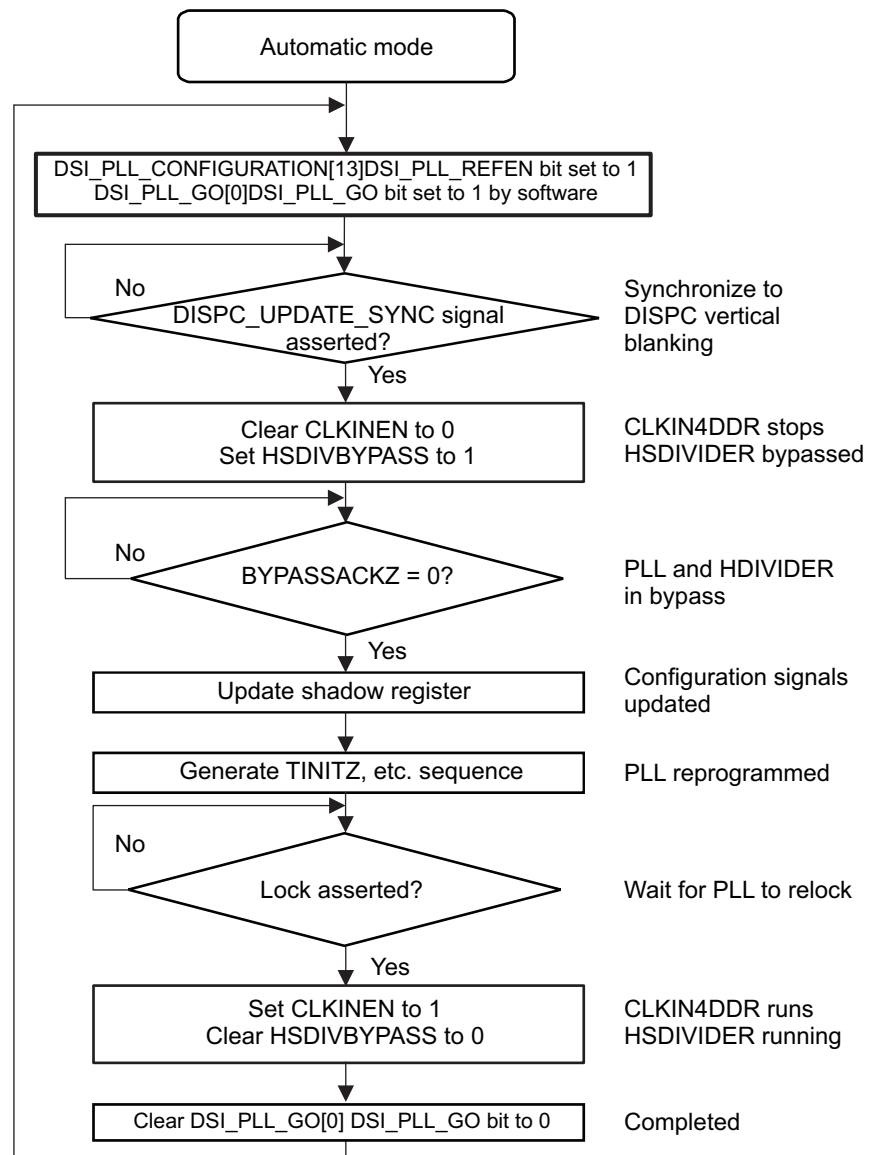 Automatic mode
DSI_PLL_CONFIGURATION[13]DSI_PLL_REFEN bit set to 1
DSI_PLL_GO[0]DSI_PLL_GO bit set to 1 by software
No
DISPC_UPDATE_SYNC signal
asserted?
Synchronize to
DISPC vertical
blanking
Yes
Clear CLKINEN to 0
Set HSDIVBYPASS to 1
CLKIN4DDR stops
HSDIVIDER bypassed
No
BYPASSACKZ = 0?
PLL and HDIVIDER
in bypass
Yes
Update shadow register
Configuration signals
updated
Generate TINITZ, etc. sequence
PLL reprogrammed
No
Lock asserted?
Wait for PLL to relock
Yes
Set CLKINEN to 1
Clear HSDIVBYPASS to 0
CLKIN4DDR runs
HSDIVIDER running
Clear DSI_PLL_GO[0] DSI_PLL_GO bit to 0
Completed